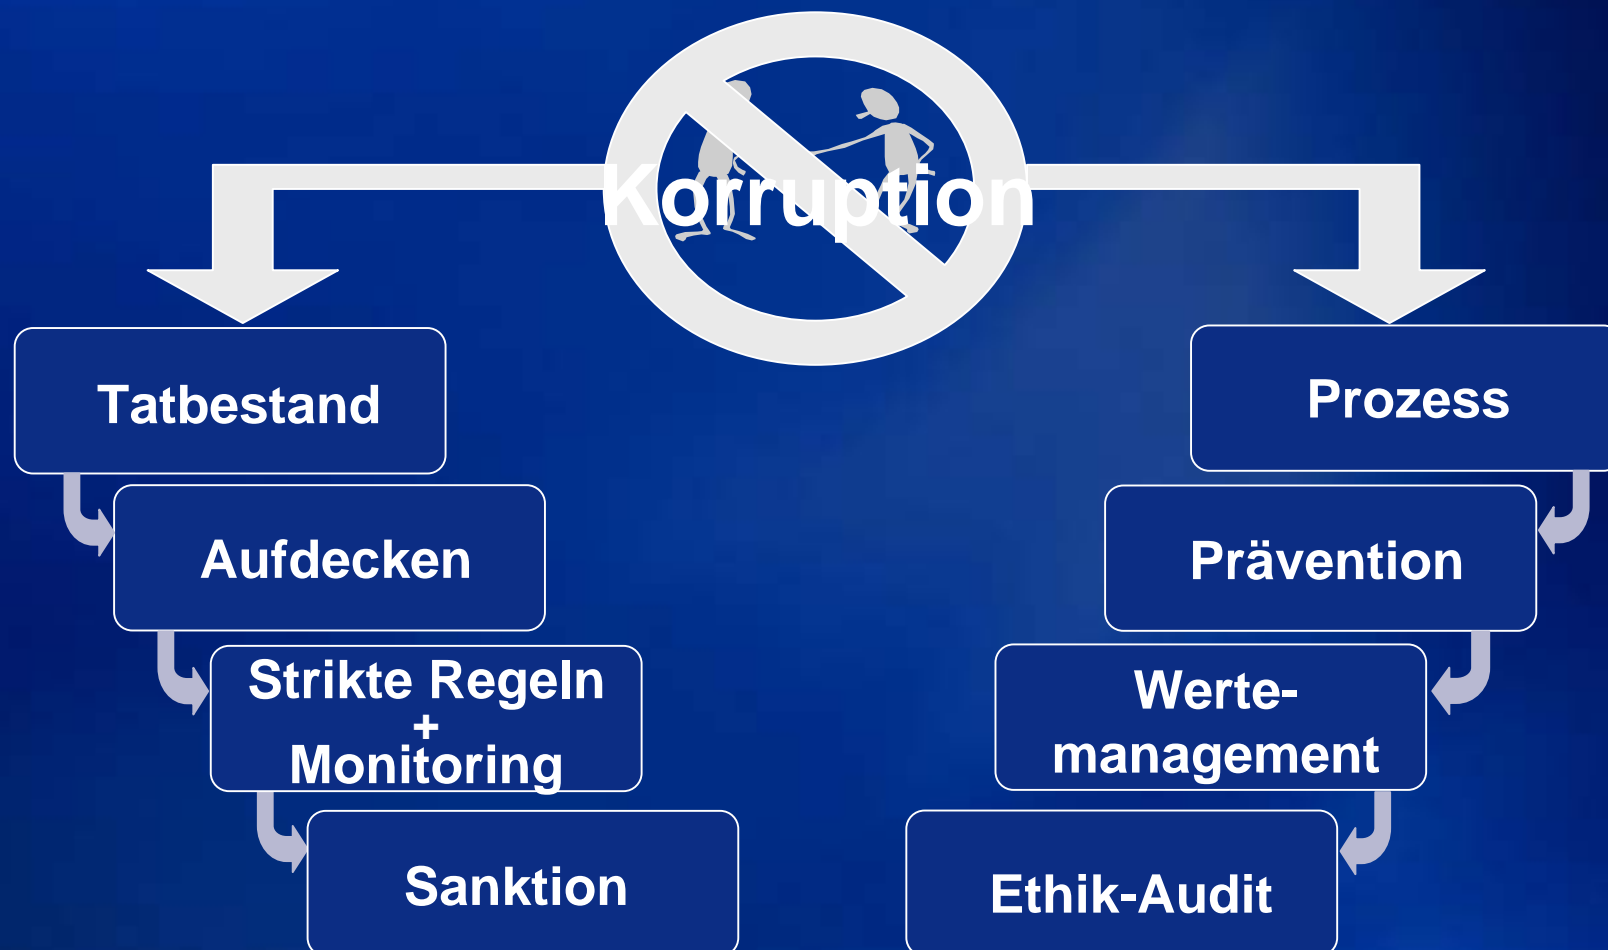 Korruption
Tatbestand
Aufdecken
Strikte Regeln
+
Monitoring
Sanktion
Prozess
Prävention
Werte-
management
Ethik-Audit